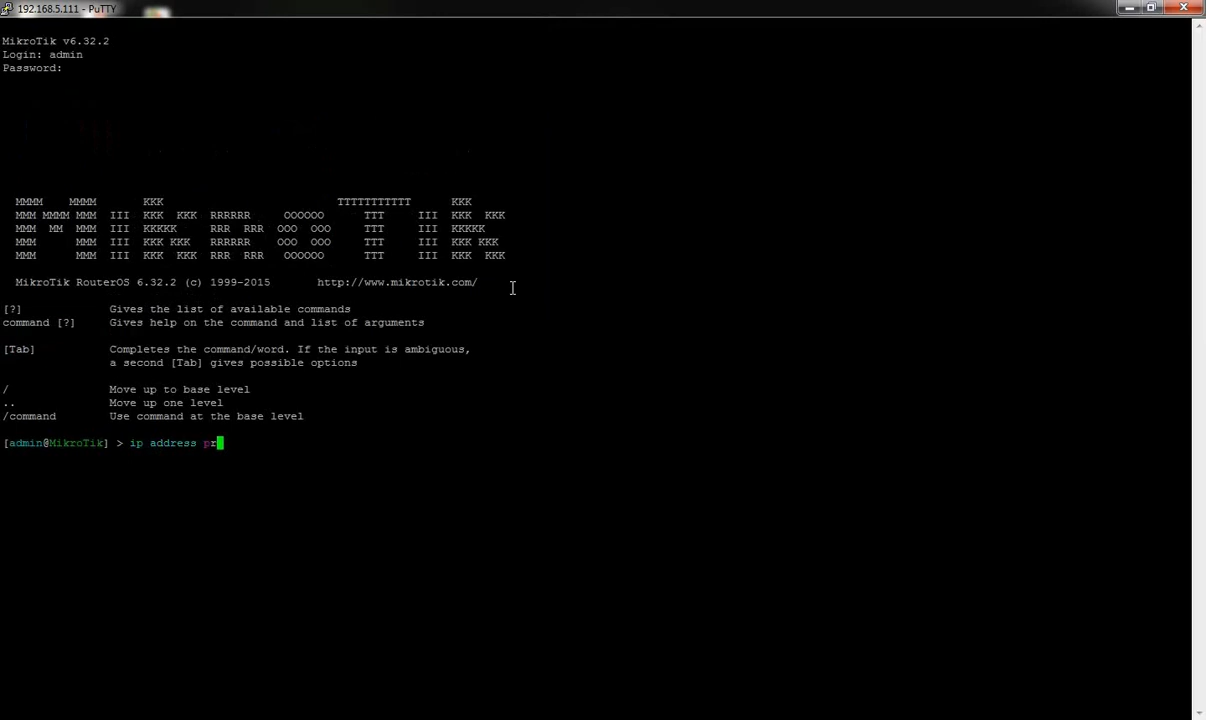 192.168.5.111 - PuTTY
MikroTik v6.32.2
Login: admin
Password:
MMMM    MMMM       KKK                          TTTTTTTTTTT      KKK
MMM MMMM MMM  III  KKK  KKK  RRRRRR     OOOOOO      TTT     III  KKK  KKK
MMM  MM  MMM  III  KKKKK     RRR  RRR  OOO  OOO     TTT     III  KKKKK
MMM      MMM  III  KKK KKK   RRRRRR    OOO  OOO     TTT     III  KKK KKK
MMM      MMM  III  KKK  KKK  RRR  RRR   OOOOOO      TTT     III  KKK  KKK
MikroTik RouterOS 6.32.2 (c) 1999-2015       http://www.mikrotik.com/
[?]             Gives the list of available commands
command [?]     Gives help on the command and list of arguments
[Tab]           Completes the command/word. If the input is ambiguous,
a second [Tab] gives possible options
/               Move up to base level
..              Move up one level
/command        Use command at the base level
[admin@MikroTik] > ip address pr